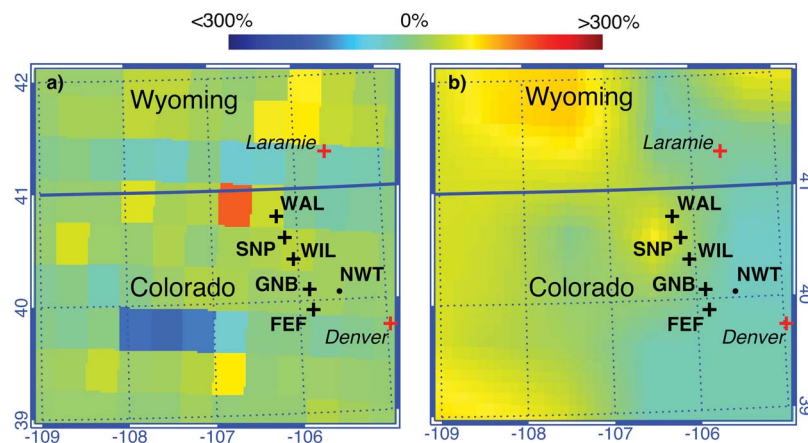 <300% 0% >300%
a)
Wyoming
Laramie
WAL
SNP WIL
GNB NWT
Colorado
FEF
Denver
42
41
40
39
-109 -108 -107 -106
b)
Wyoming
Laramie
WAL
SNP WIL
GNB NWT
Colorado
FEF
Denver
41
40
39
-109 -108 -107 -106